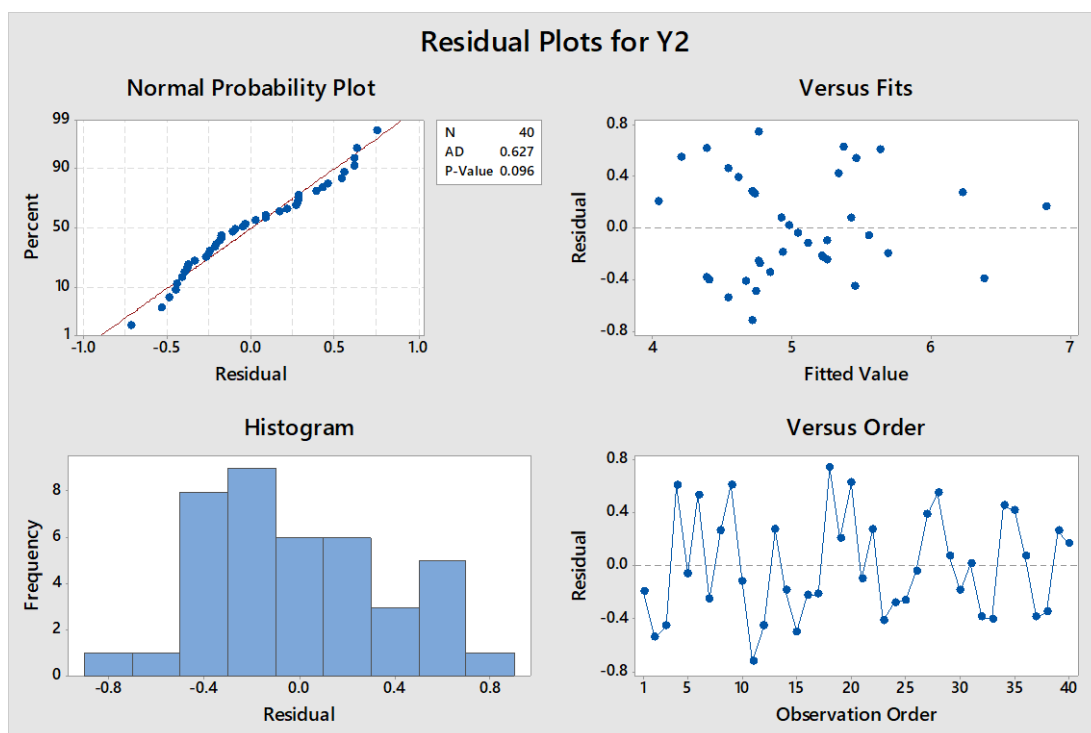 Residual Plots for Y2
Normal Probability Plot
99
90
50
10
1
Percent
-1.0 -0.5 0.0 0.5 1.0
Residual
N 40
AD 0.627
P-Value 0.096
Versus Fits
0.8
0.4
0.0
-0.4
-0.8
Residual
4 5 6 7
Fitted Value
Histogram
8
6
4
2
0
Frequency
-0.8 -0.4 0.0 0.4 0.8
Residual
Versus Order
0.8
0.4
0.0
-0.4
-0.8
Residual
1 5 10 15 20 25 30 35 40
Observation Order